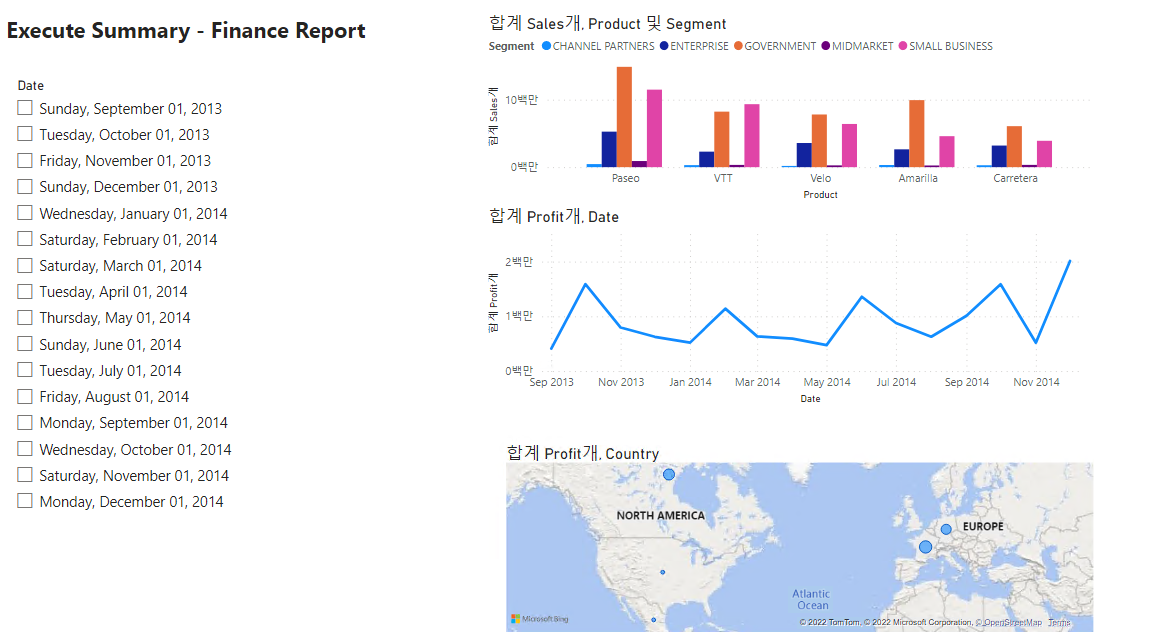 Execute Summary - Finance Report
Date
Sunday, September 01, 2013
Tuesday, October 01, 2013
Friday, November 01, 2013
Sunday, December 01, 2013
Wednesday, January 01, 2014
Saturday, February 01, 2014
Saturday, March 01, 2014
Tuesday, April 01, 2014
Thursday, May 01, 2014
Sunday, June 01, 2014
Tuesday, July 01, 2014
Friday, August 01, 2014
Monday, September 01, 2014
Wednesday, October 01, 2014
Saturday, November 01, 2014
Monday, December 01, 2014
합계 Sales개, Product 및 Segment
Segment CHANNEL PARTNERS ENTERPRISE GOVERNMENT MIDMARKET SMALL BUSINESS
합계 Sales개
10백만
0백만
Paseo VTT Velo Amarilla Carretera
Product
합계 Profit개, Date
합계 Profit개
2백만
1백만
0백만
Sep 2013 Nov 2013 Jan 2014 Mar 2014 May 2014 Jul 2014 Sep 2014 Nov 2014
Date
합계 Profit개, Country
NORTH AMERICA
EUROPE
Atlantic
Ocean
Microsoft Bing
© 2022 TomTom, © 2022 Microsoft Corporation, © OpenStreetMap Terms